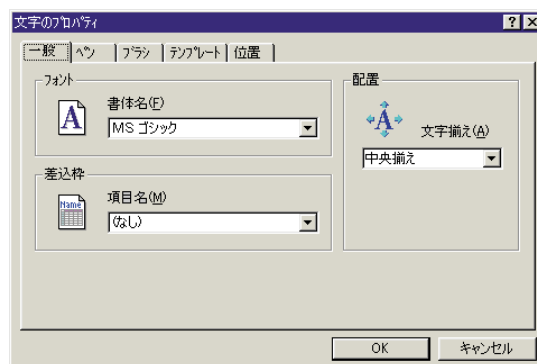 文字のﾌﾟﾛﾊﾟﾃｨ
一般 ﾍﾟﾝ ﾌﾞﾗｼ ﾃﾝﾌﾟﾚｰﾄ 位置
ﾌｫﾝﾄ
書体名(F)
MS ゴシック
差込枠
Name
項目名(M)
(なし)
配置
A
文字揃え(A)
中央揃え
OK キャンセル